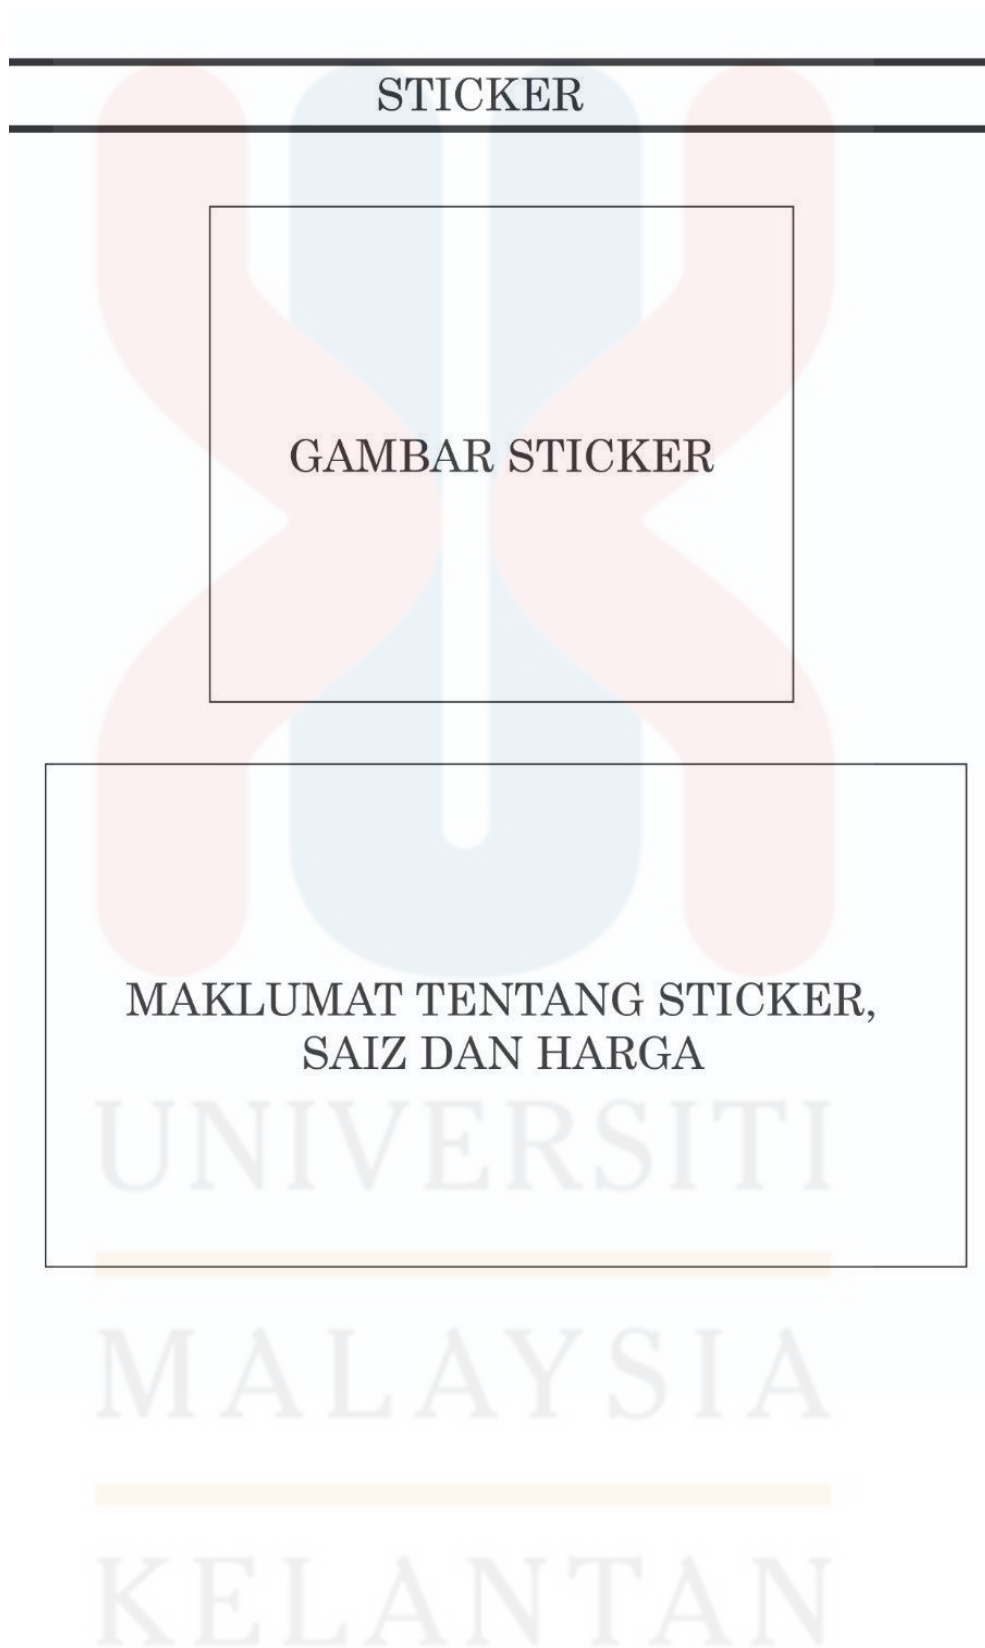 STICKER
GAMBAR STICKER
MAKLUMAT TENTANG STICKER,
SAIZ DAN HARGA
UNIVERSITI
MALAYSIA
KELANTAN